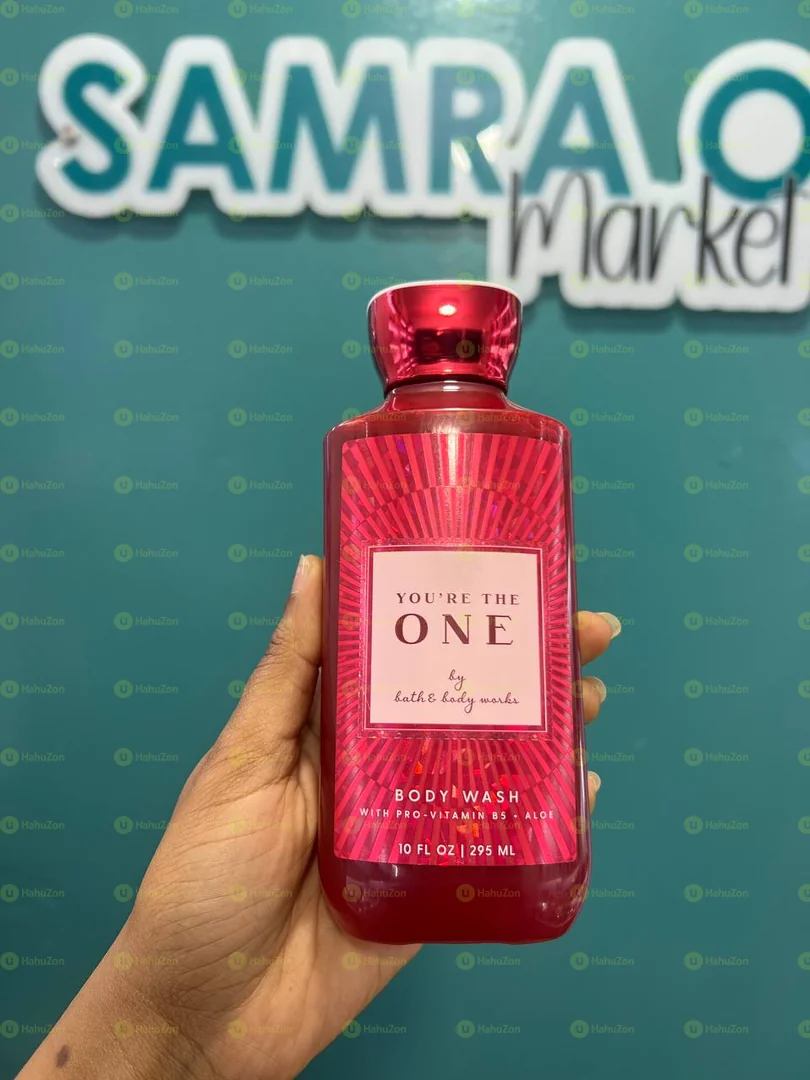 SAMRA O
Market
YOU'RE THE
ONE
by
bath & body works
BODY WASH
WITH PRO-VITAMIN B5 + ALOE
10 FL OZ | 295 ML
HahuZon